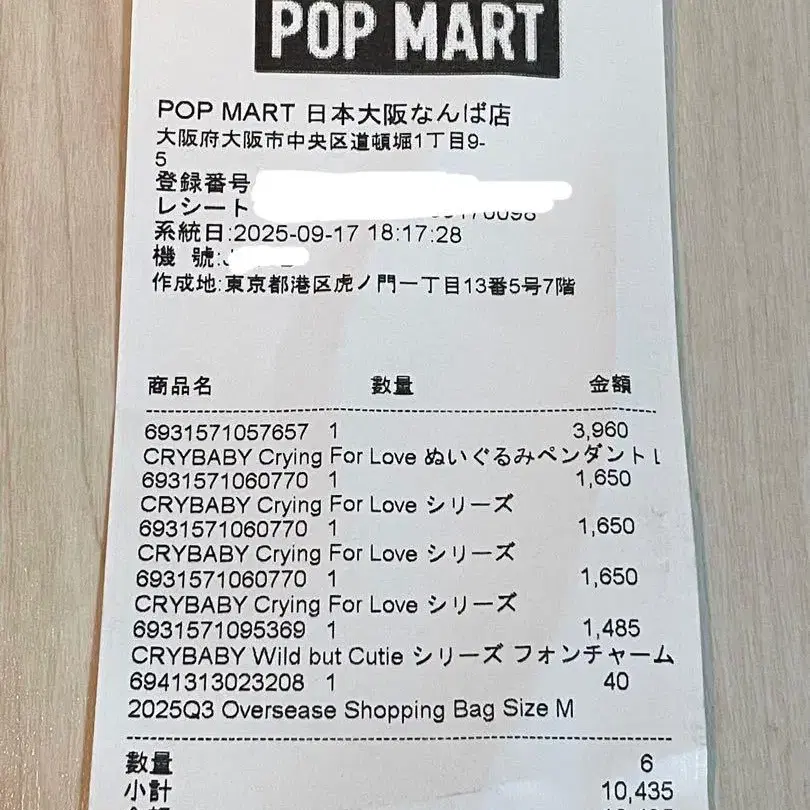 POP MART
POP MART 日本大阪なんば店
大阪府大阪市中央区道頓堀1丁目9-
5
登録番号
レシート
系統日:2025-09-17 18:17:28
機 號:
作成地:東京都港区虎ノ門一丁目13番5号7階
商品名 數量 金額
6931571057657 1 3,960
CRYBABY Crying For Love ぬいぐるみペンダント
6931571060770 1 1,650
CRYBABY Crying For Love シリーズ
6931571060770 1 1,650
CRYBABY Crying For Love シリーズ
6931571060770 1 1,650
CRYBABY Crying For Love シリーズ
6931571095369 1 1,485
CRYBABY Wild but Cutie シリーズ フォンチャーム
6941313023208 1 40
2025Q3 Oversease Shopping Bag Size M
數量 6
小計 10,435